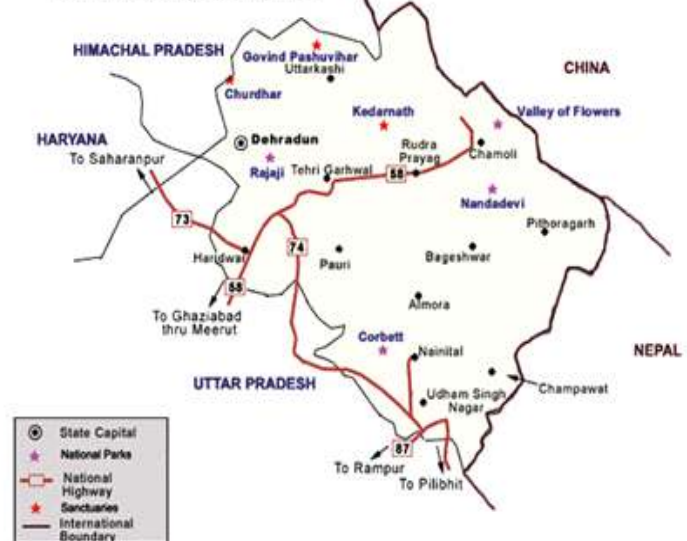 HIMACHAL PRADESH
Govind Pashuvihar
Uttarkashi
CHINA
Churdhar
Kedarnath
Valley of Flowers
HARYANA
Dehradun
To Saharanpur
Rudra
Prayag
Chamoli
Rajaji
Tehri Garhwal
58
Nandadevi
73
Pithoragarh
74
Haridwar
Pauri
Bageshwar
58
To Ghaziabad
thru Meerut
Almora
Corbett
Nainital
NEPAL
UTTAR PRADESH
Champawat
Udham Singh
Nagar
87
To Rampur
To Pilibhit
State Capital
National Parks
National
Highway
Sanctuaries
International
Boundary